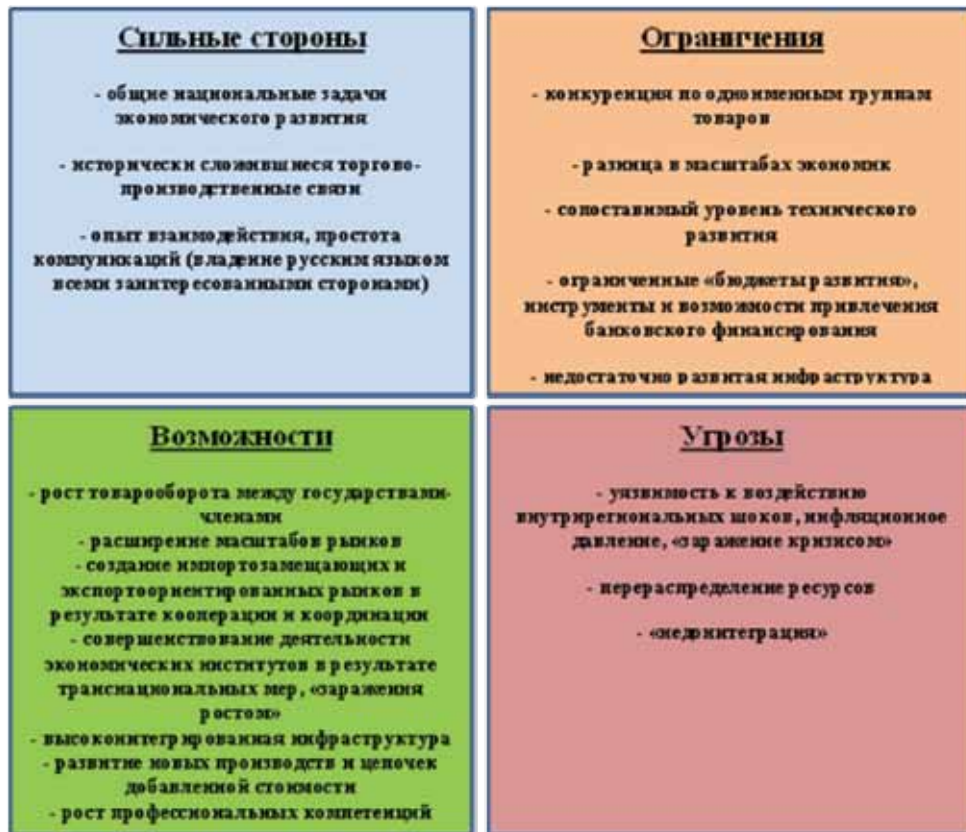 Сильные стороны
- общие национальные задачи
экономического развития
- исторически сложившиеся торгово-
производственные связи
- опыт взаимодействия, простота
коммуникаций (владение русским языком
всеми заинтересованными сторонами)
Ограничения
- конкуренция по одноименным группам
товаров
- разница в масштабах экономик
- сопоставимый уровень технического
развития
- ограниченные «бюджеты развития»,
инструменты и возможности привлечения
банковского финансирования
- недостаточно развитая инфраструктура
Возможности
- рост товарооборота между государствами-
членами
- расширение масштабов рынков
- создание импортозамещающих и
экспортоориентированных рынков в
результате кооперации и координации
- совершенствование деятельности
экономических институтов в результате
транснациональных мер, «заражения
ростом»
- высокоинтегрированная инфраструктура
- развитие новых производств и цепочек
добавленной стоимости
- рост профессиональных компетенций
Угрозы
- уязвимость к воздействию
внутрирегиональных шоков, инфляционное
давление, «заражение кризисом»
- перераспределение ресурсов
- «недоинтеграция»